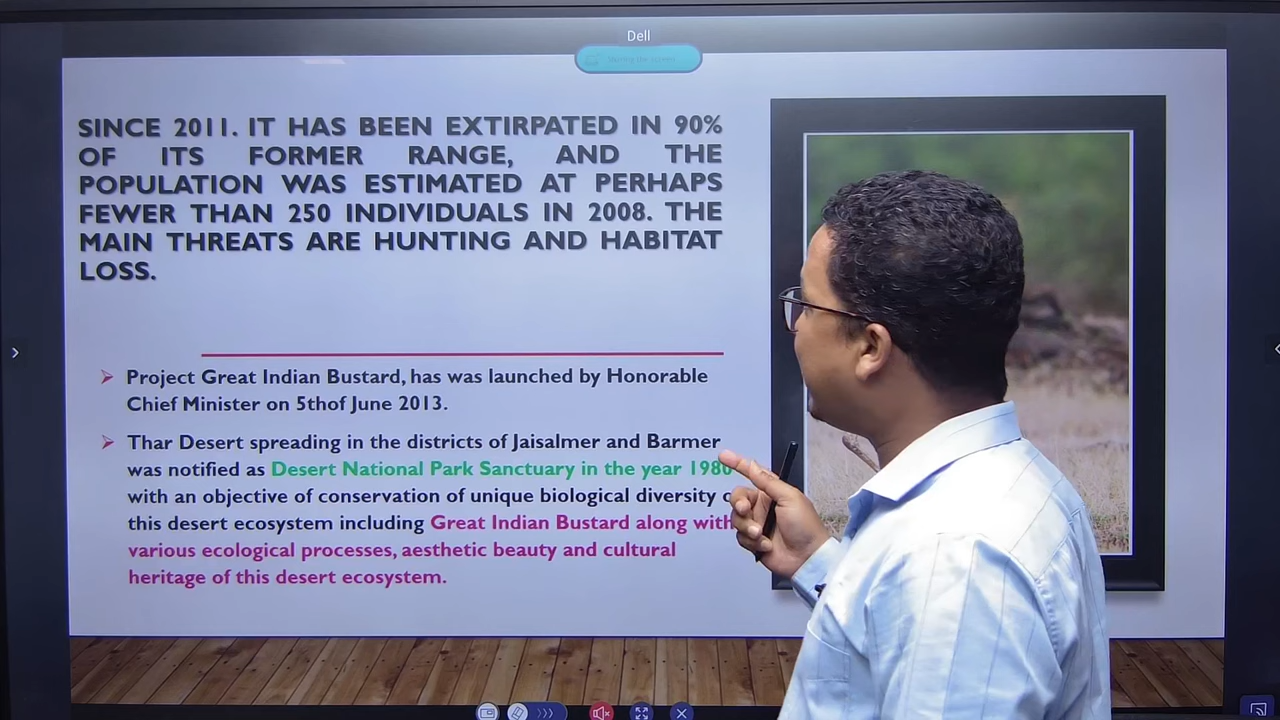 Dell
SINCE 2011. IT HAS BEEN EXTIRPATED IN 90%
OF ITS FORMER RANGE, AND THE
POPULATION WAS ESTIMATED AT PERHAPS
FEWER THAN 250 INDIVIDUALS IN 2008. THE
MAIN THREATS ARE HUNTING AND HABITAT
LOSS.
Project Great Indian Bustard, has was launched by Honorable
Chief Minister on 5thof June 2013.
Thar Desert spreading in the districts of Jaisalmer and Barmer
was notified as Desert National Park Sanctuary in the year 1980
with an objective of conservation of unique biological diversity
this desert ecosystem including Great Indian Bustard along with
various ecological processes, aesthetic beauty and cultural
heritage of this desert ecosystem.